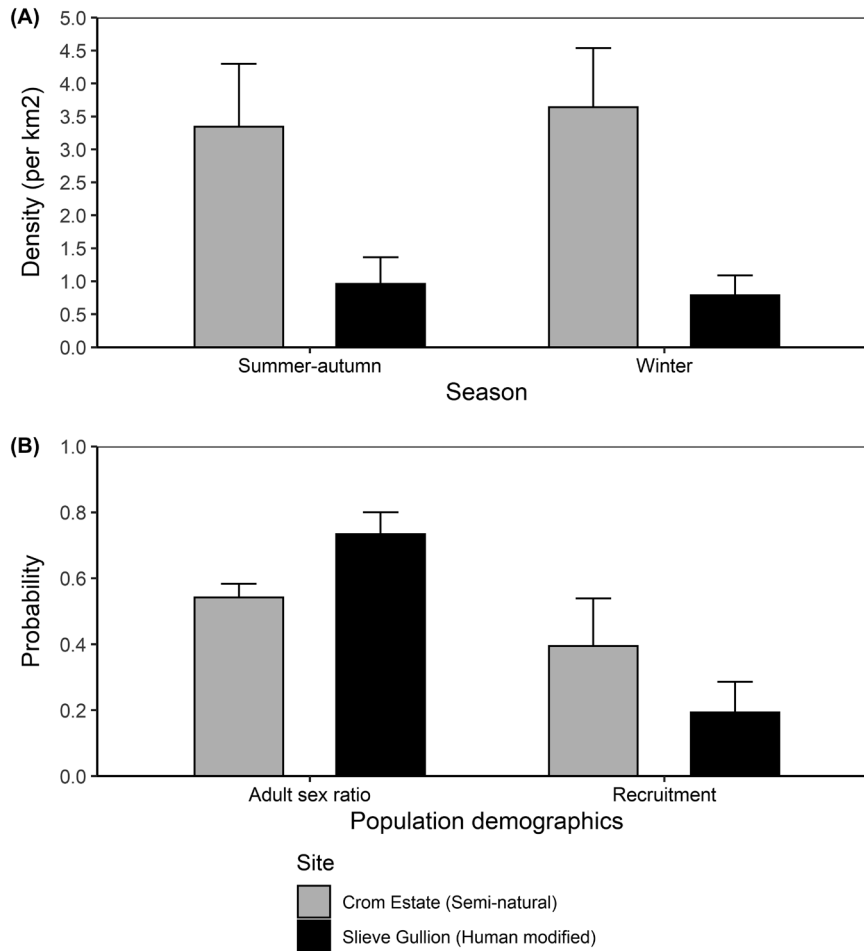 (A)
5.0
4.5
4.0
3.5
3.0
2.5
2.0
1.5
1.0
0.5
0.0
Density (per km2)
Summer-autumn Winter
Season
(B)
1.0
0.8
0.6
0.4
0.2
0.0
Probability
Adult sex ratio Recruitment
Population demographics
Site
Crom Estate (Semi-natural)
Slieve Gullion (Human modified)